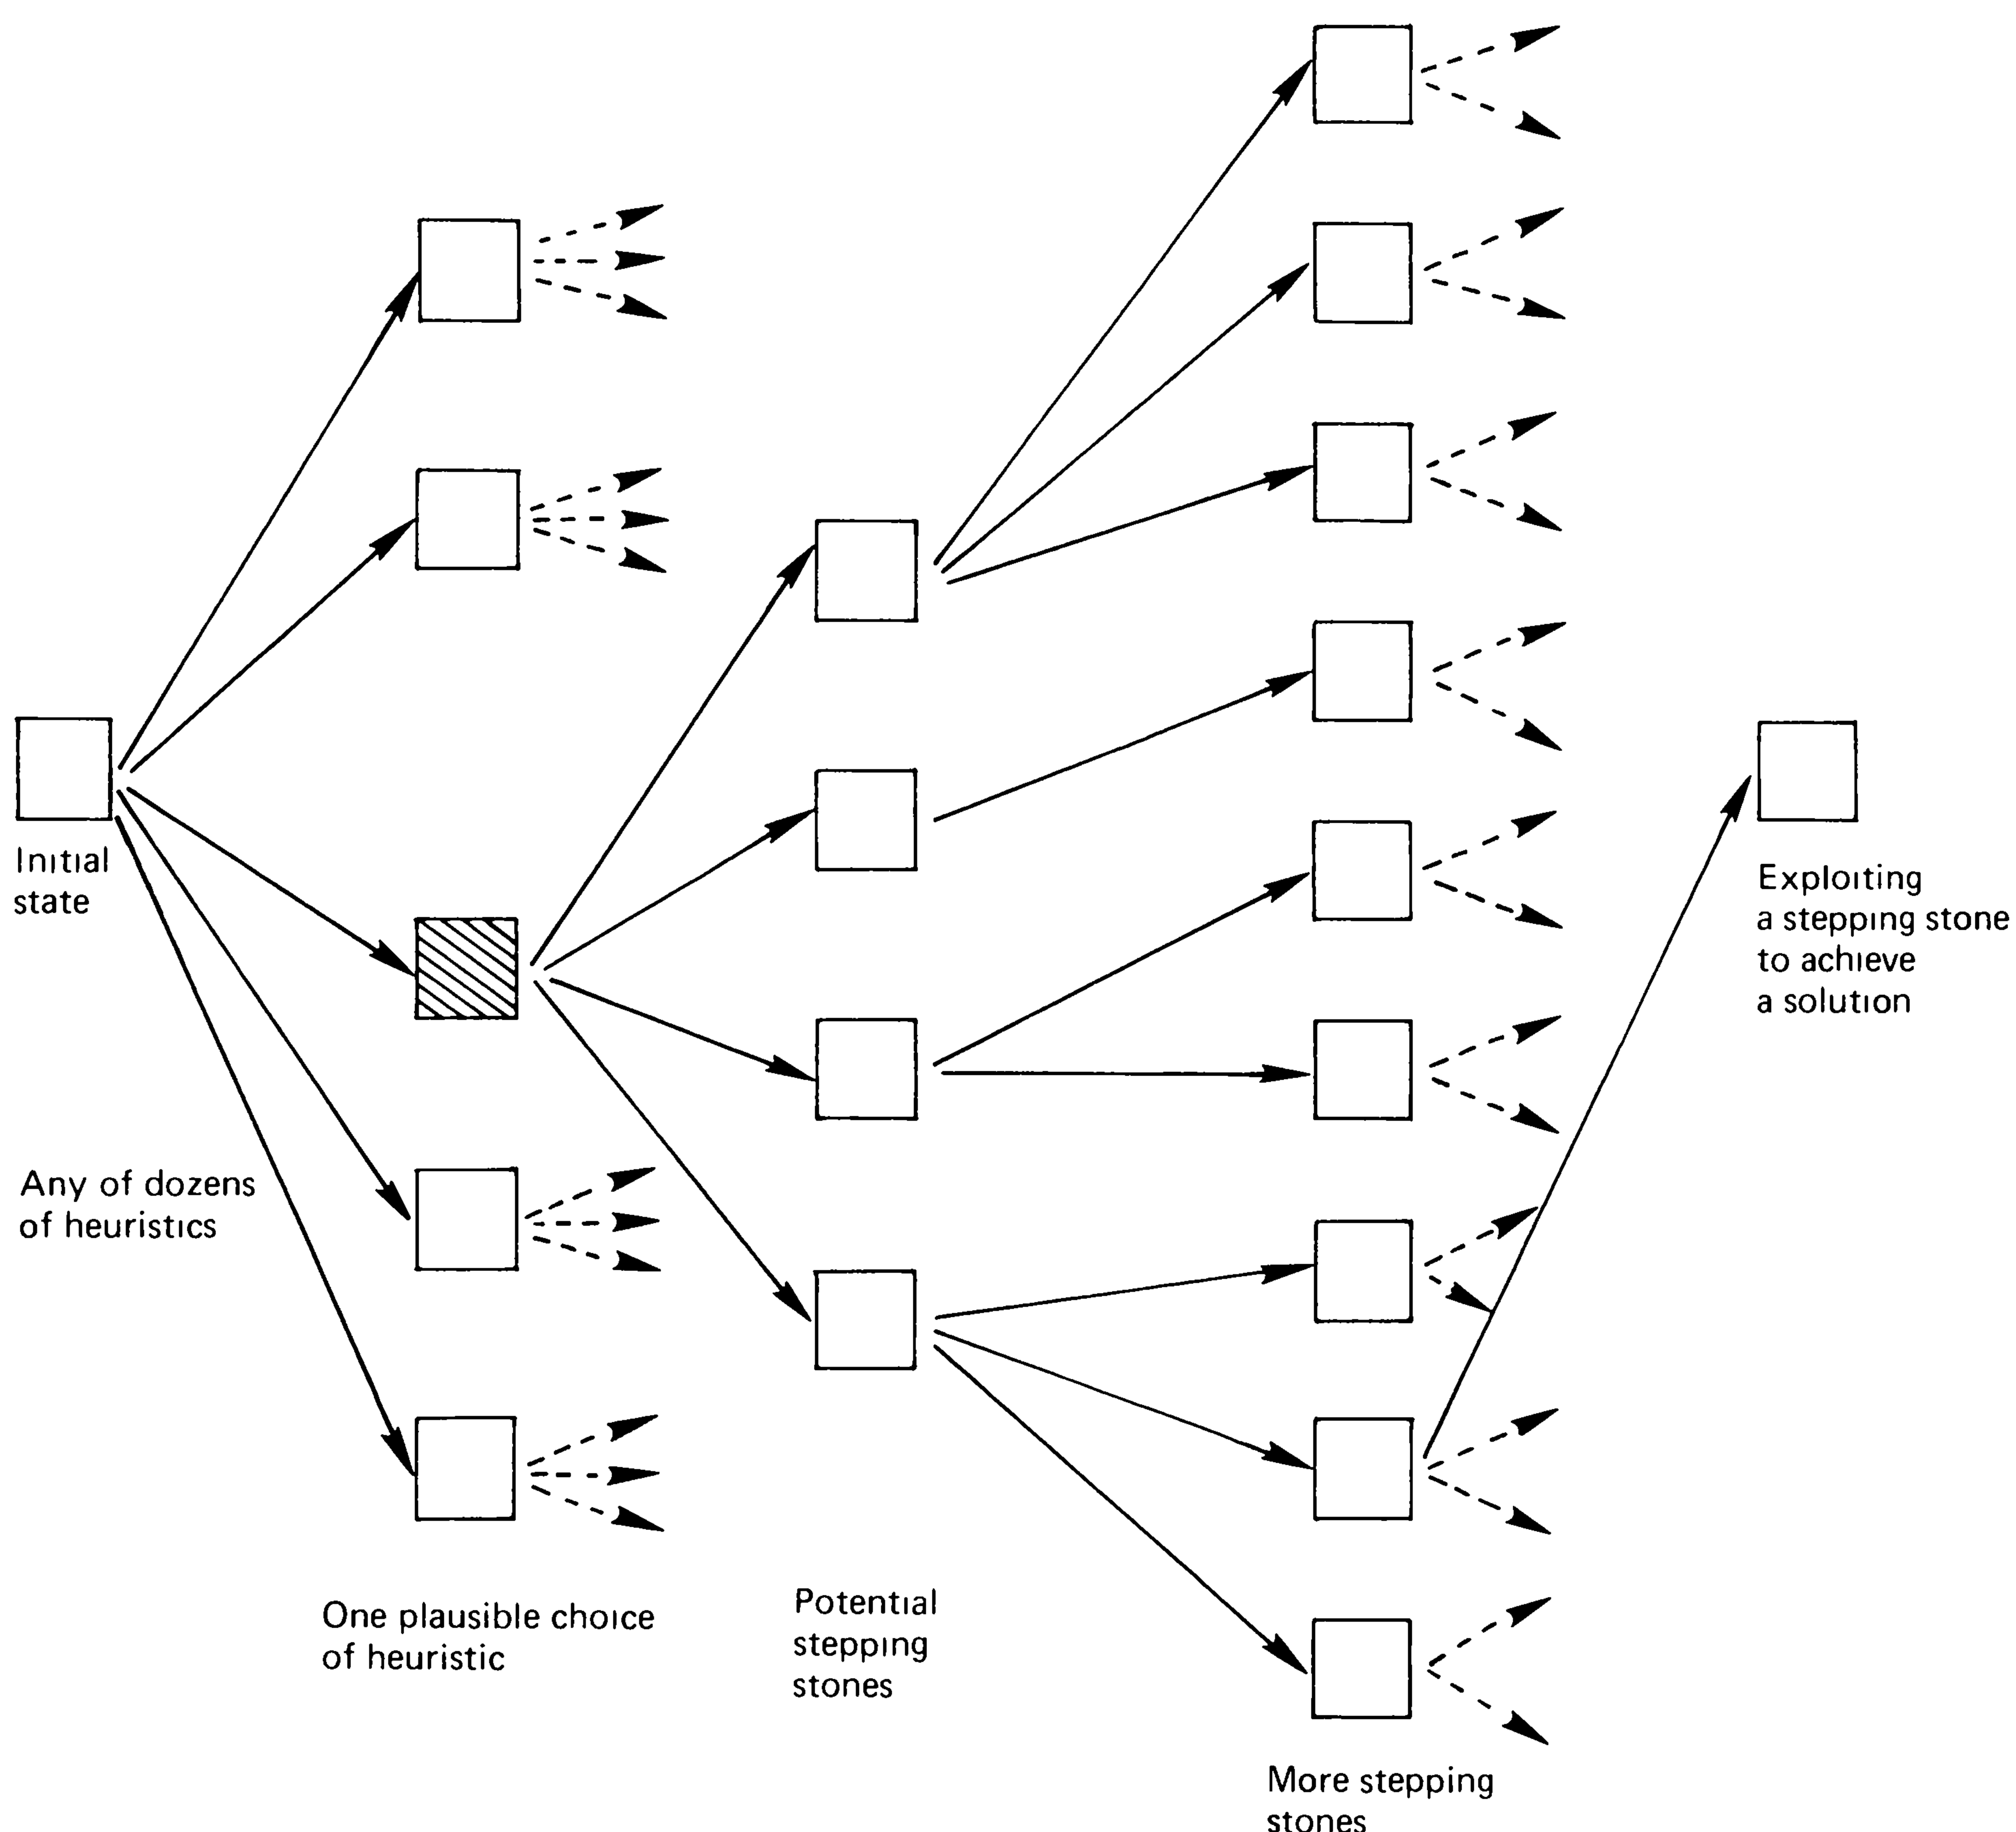 Initial
state
Any of dozens
of heuristics
One plausible choice
of heuristic
Potential
stepping
stones
More stepping
stones
Exploiting
a stepping stone
to achieve
a solution